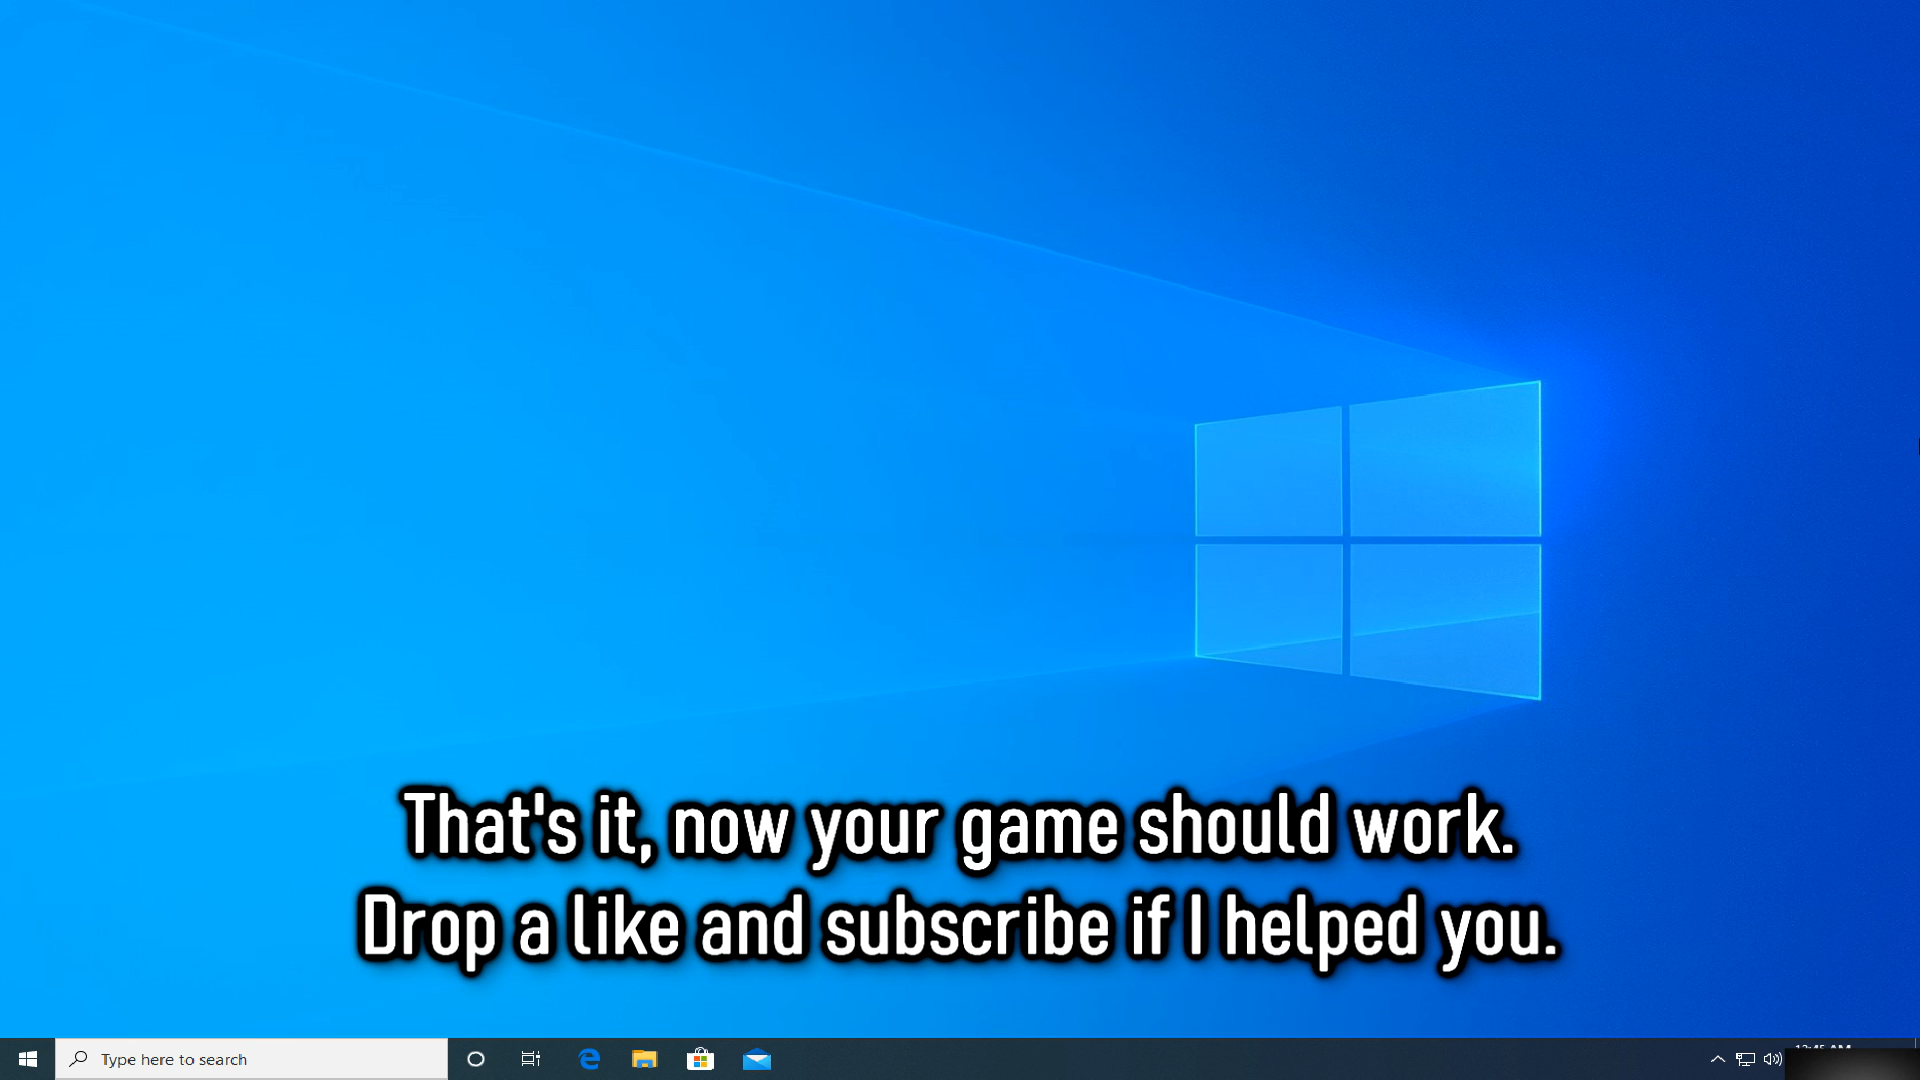 That's it, now your game should work.
Drop a like and subscribe if I helped you.
Type here to search